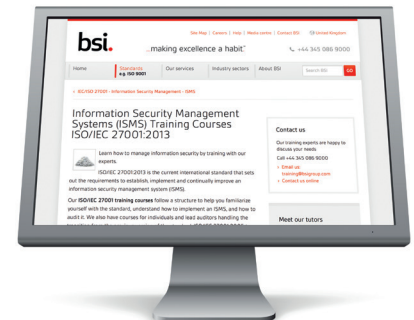 Site Map | Careers | Help | Media centre | Contact BSI United Kingdom
bsi.
...making excellence a habit.™
+44 345 086 9000
Home
Standards
e.g. ISO 9001
Our services
Industry sectors
About BSI
Search BSI
GO
IEC/ISO 27001 - Information Security Management - ISMS
Information Security Management
Systems (ISMS) Training Courses
ISO/IEC 27001:2013
Learn how to manage information security by training with our
experts.
ISO/IEC 27001:2013 is the current international standard that sets
out the requirements to establish, implement and continually improve an
information security management system (ISMS).
Our ISO/IEC 27001 training courses follow a structure to help you familiarize
yourself with the standard, understand how to implement an ISMS, and how to
audit it. We also have courses for individuals and lead auditors handling the
Contact us
Our training experts are happy to
discuss your needs
Call +44 345 086 9000
Email us
training@bsigroup.com
Contact us online
Meet our tutors